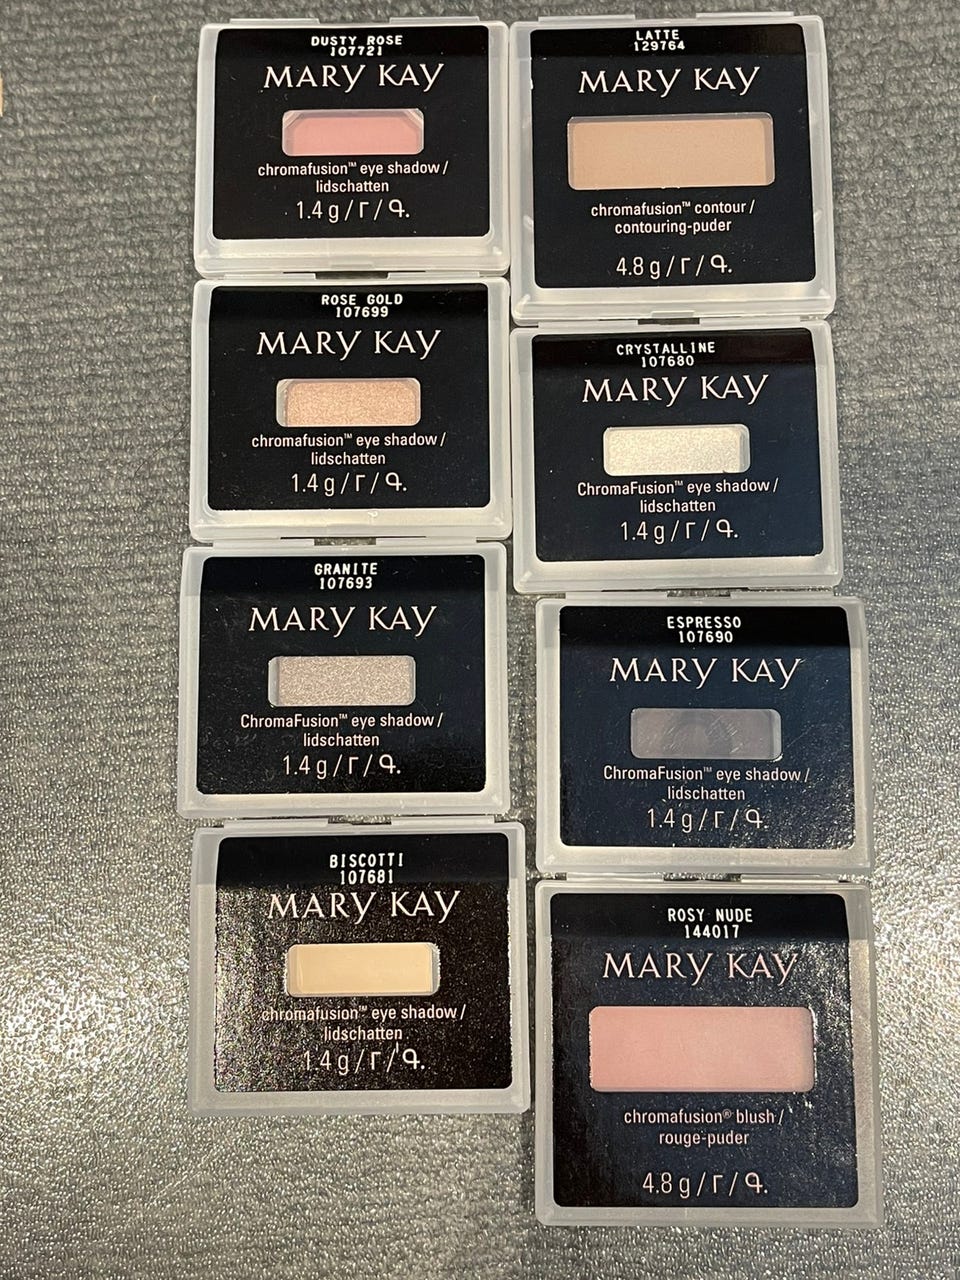 DUSTY ROSE
107721
MARY KAY
chromafusion™ eye shadow /
lidschatten
1.4 g / Г / Գ.
ROSE GOLD
107699
MARY KAY
chromafusion™ eye shadow /
lidschatten
1.4 g / Г / Գ.
GRANITE
107693
MARY KAY
ChromaFusion™ eye shadow /
lidschatten
1.4 g / Г / Գ.
BISCOTTI
107681
MARY KAY
chromafusion™ eye shadow /
lidschatten
1.4 g / Г / Գ.
LATTE
129764
MARY KAY
chromafusion™ contour /
contouring-puder
4.8 g / Г / Գ.
CRYSTALLINE
107680
MARY KAY
ChromaFusion™ eye shadow /
lidschatten
1.4 g / Г / Գ.
ESPRESSO
107690
MARY KAY
ChromaFusion™ eye shadow /
lidschatten
1.4 g / Г / Գ.
ROSY NUDE
144017
MARY KAY
chromafusion® blush /
rouge-puder
4.8 g / Г / Գ.